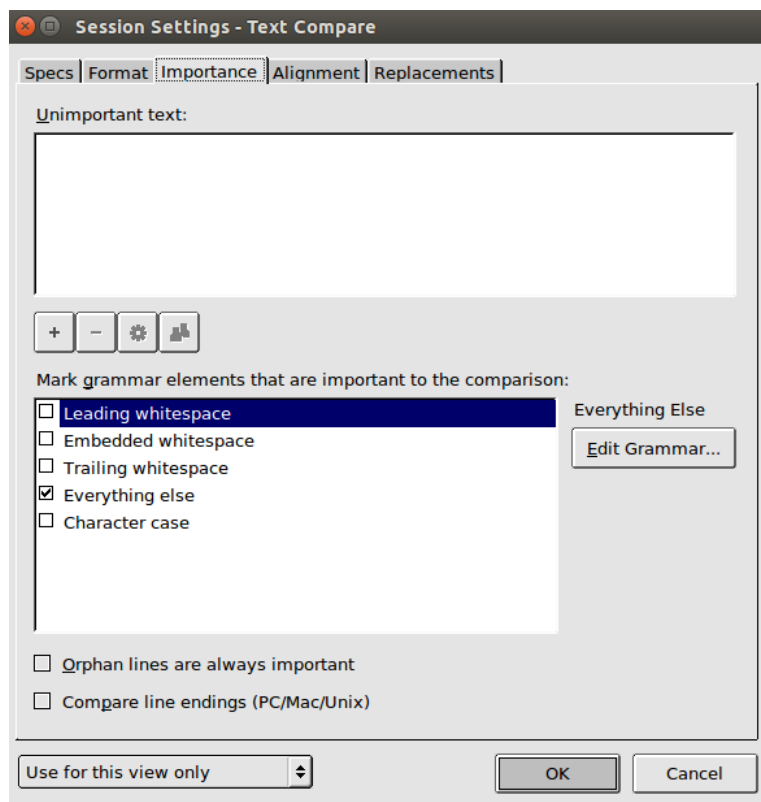 Session Settings - Text Compare
Specs Format Importance Alignment Replacements
Unimportant text:
+ −
Mark grammar elements that are important to the comparison:
Leading whitespace
Everything Else
Embedded whitespace
Edit Grammar...
Trailing whitespace
Everything else
Character case
Orphan lines are always important
Compare line endings (PC/Mac/Unix)
Use for this view only
OK
Cancel